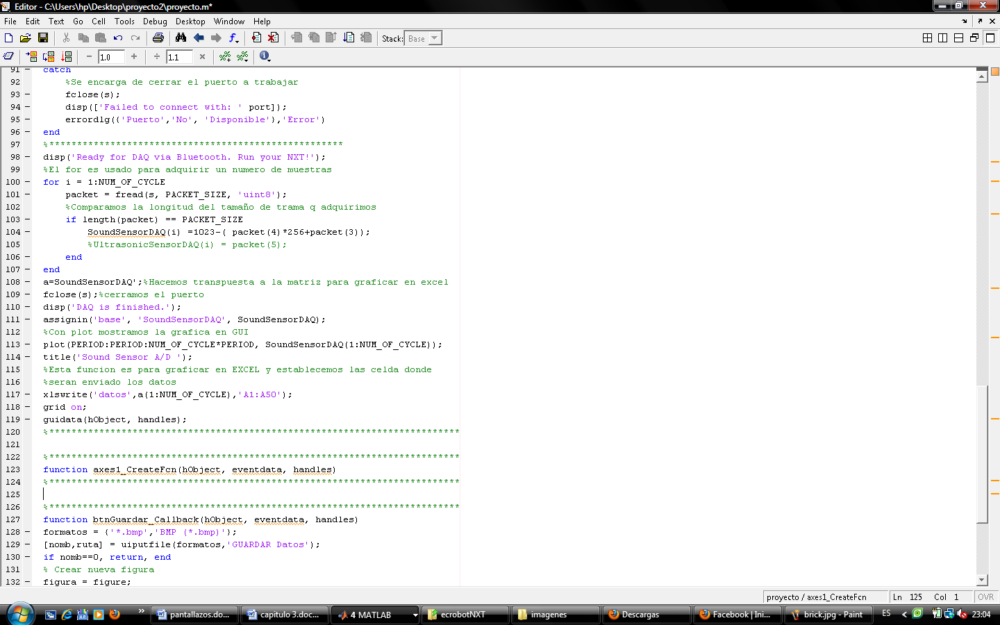 Editor - C:\Users\hp\Desktop\proyecto2\proyecto.m*
File Edit Text Go Cell Tools Debug Desktop Window Help
Stack: Base
- 1.0 + ÷ 1.1 ×
91 catch
92 %Se encarga de cerrar el puerto a trabajar
93 - fclose(s);
94 - disp(['Failed to connect with: ' port]);
95 - errordlg({'Puerto','No', 'Disponible'},'Error')
96 - end
97 %*****************************************************
98 - disp('Ready for DAQ via Bluetooth. Run your NXT!');
99 %El for es usado para adquirir un numero de muestras
100 - for i = 1:NUM_OF_CYCLE
101 - packet = fread(s, PACKET_SIZE, 'uint8');
102 %Comparamos la longitud del tamaño de trama q adquirimos
103 - if length(packet) == PACKET_SIZE
104 - SoundSensorDAQ(i) =1023-( packet(4)*256+packet(3));
105 %UltrasonicSensorDAQ(i) = packet(5);
106 - end
107 - end
108 - a=SoundSensorDAQ';%Hacemos transpuesta a la matriz para graficar en excel
109 - fclose(s);%cerramos el puerto
110 - disp('DAQ is finished.');
111 - assignin('base', 'SoundSensorDAQ', SoundSensorDAQ);
112 %Con plot mostramos la grafica en GUI
113 - plot(PERIOD:PERIOD:NUM_OF_CYCLE*PERIOD, SoundSensorDAQ(1:NUM_OF_CYCLE));
114 - title('Sound Sensor A/D ');
115 %Esta funcion es para graficar en EXCEL y establecemos las celda donde
116 %seran enviado los datos
117 - xlswrite('datos',a(1:NUM_OF_CYCLE),'A1:A50');
118 - grid on;
119 - guidata(hObject, handles);
120 %**************************************************************************
121
122 %**************************************************************************
123 function axes1_CreateFcn(hObject, eventdata, handles)
124 %**************************************************************************
125
126 %**************************************************************************
127 function btnGuardar_Callback(hObject, eventdata, handles)
128 - formatos = {'*.bmp','BMP (*.bmp)'};
129 - [nomb,ruta] = uiputfile(formatos,'GUARDAR Datos');
130 - if nomb==0, return, end
131 % Crear nueva figura
132 - figura = figure;
proyecto / axes1_CreateFcn Ln 125 Col 1 OVR
» pantallazos.do... capitulo 3.doc... 4 MATLAB ecrobotNXT imagenes Descargas Facebook | Ini... brick.jpg - Paint ES < 23:04